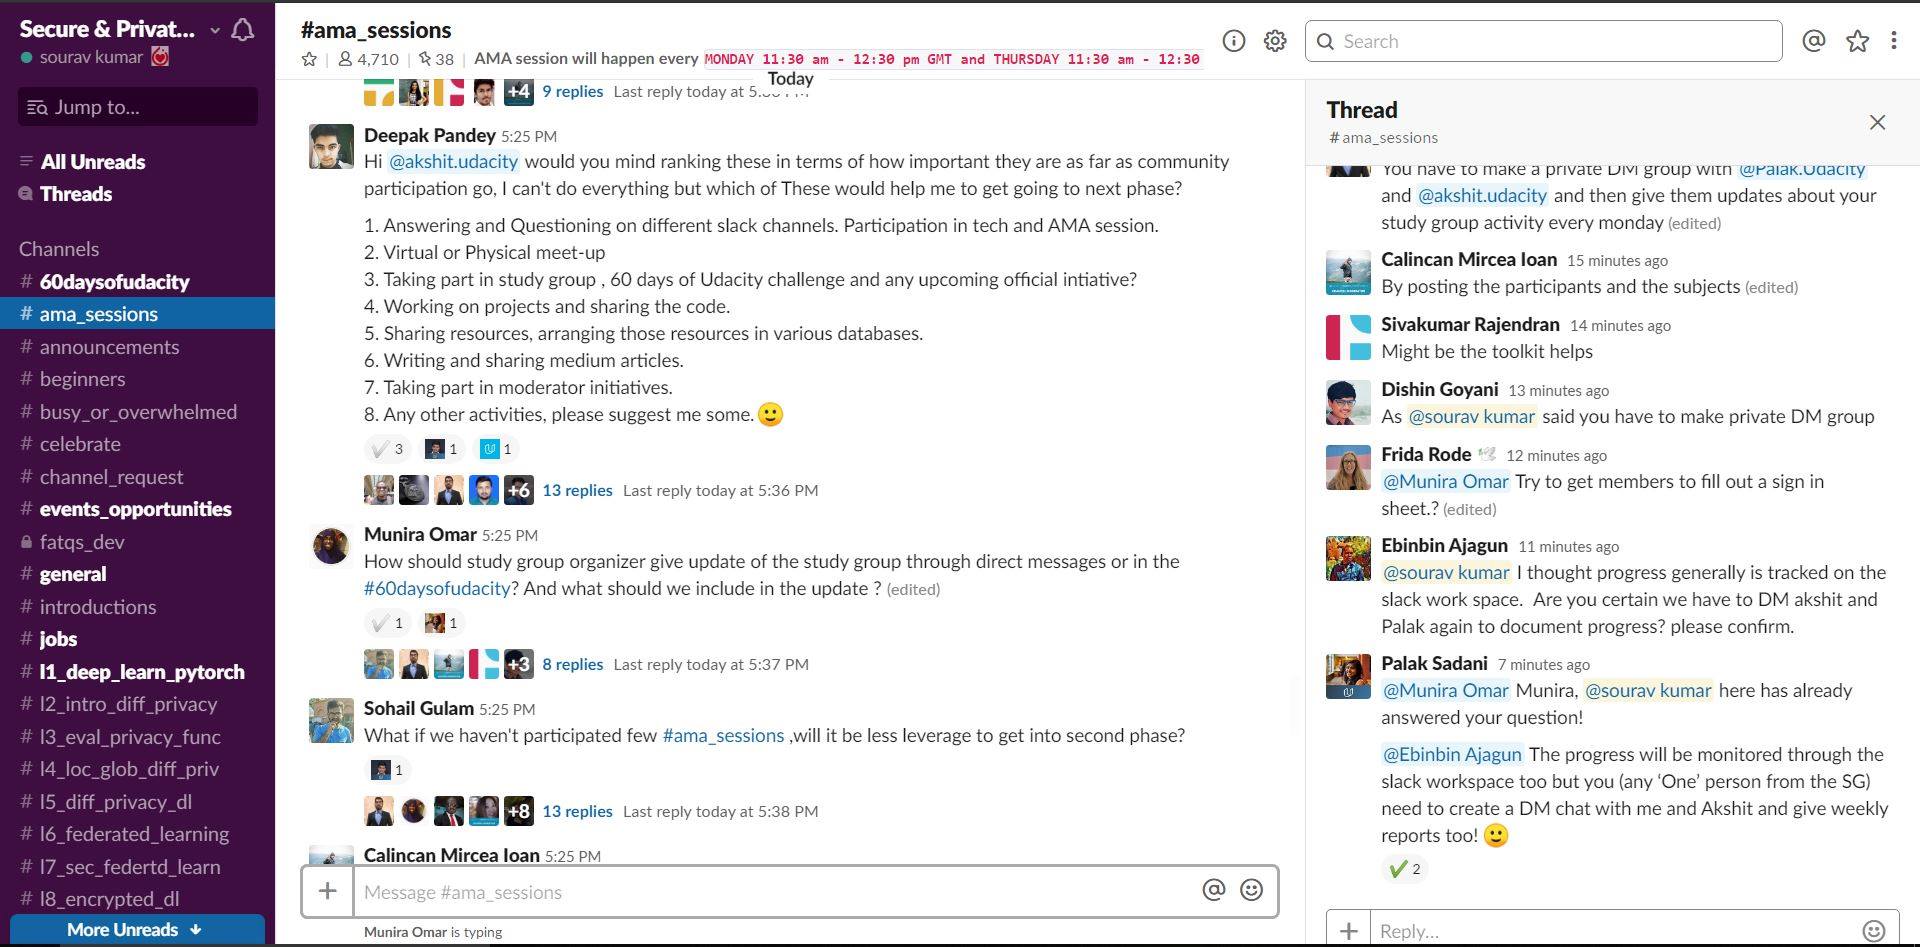 Secure & Privat...
sourav kumar
Jump to...
All Unreads
Threads
Channels
# 60daysofudacity
# ama_sessions
# announcements
# beginners
# busy_or_overwhelmed
# celebrate
# channel_request
# events_opportunities
fatqs_dev
# general
# introductions
# jobs
# l1_deep_learn_pytorch
# l2_intro_diff_privacy
# l3_eval_privacy_func
# l4_loc_glob_diff_priv
# l5_diff_privacy_dl
# l6_federated_learning
# l7_sec_federtd_learn
# l8_encrypted_dl
More Unreads ↓
#ama_sessions
4,710 | 38 | AMA session will happen every MONDAY 11:30 am - 12:30 pm GMT and THURSDAY 11:30 am - 12:30
Search
Today
+4 9 replies Last reply today at
Deepak Pandey 5:25 PM
Hi @akshit.udacity would you mind ranking these in terms of how important they are as far as community
participation go, I can't do everything but which of These would help me to get going to next phase?
1. Answering and Questioning on different slack channels. Participation in tech and AMA session.
2. Virtual or Physical meet-up
3. Taking part in study group , 60 days of Udacity challenge and any upcoming official intiative?
4. Working on projects and sharing the code.
5. Sharing resources, arranging those resources in various databases.
6. Writing and sharing medium articles.
7. Taking part in moderator initiatives.
8. Any other activities, please suggest me some.
3 1 1
+6 13 replies Last reply today at 5:36 PM
Munira Omar 5:25 PM
How should study group organizer give update of the study group through direct messages or in the
#60daysofudacity? And what should we include in the update ? (edited)
1 1
+3 8 replies Last reply today at 5:37 PM
Sohail Gulam 5:25 PM
What if we haven't participated few #ama_sessions ,will it be less leverage to get into second phase?
1
+8 13 replies Last reply today at 5:38 PM
Calincan Mircea Ioan 5:25 PM
Message #ama_sessions
Munira Omar is typing
Thread
# ama_sessions
You have to make a private DM group with @Palak.Udacity
and @akshit.udacity and then give them updates about your
study group activity every monday (edited)
Calincan Mircea Ioan 15 minutes ago
By posting the participants and the subjects (edited)
Sivakumar Rajendran 14 minutes ago
Might be the toolkit helps
Dishin Goyani 13 minutes ago
As @sourav kumar said you have to make private DM group
Frida Rode 12 minutes ago
@Munira Omar Try to get members to fill out a sign in
sheet.? (edited)
Ebinbin Ajagun 11 minutes ago
@sourav kumar I thought progress generally is tracked on the
slack work space. Are you certain we have to DM akshit and
Palak again to document progress? please confirm.
Palak Sadani 7 minutes ago
@Munira Omar Munira, @sourav kumar here has already
answered your question!
@Ebinbin Ajagun The progress will be monitored through the
slack workspace too but you (any ‘One’ person from the SG)
need to create a DM chat with me and Akshit and give weekly
reports too!
2
Reply...